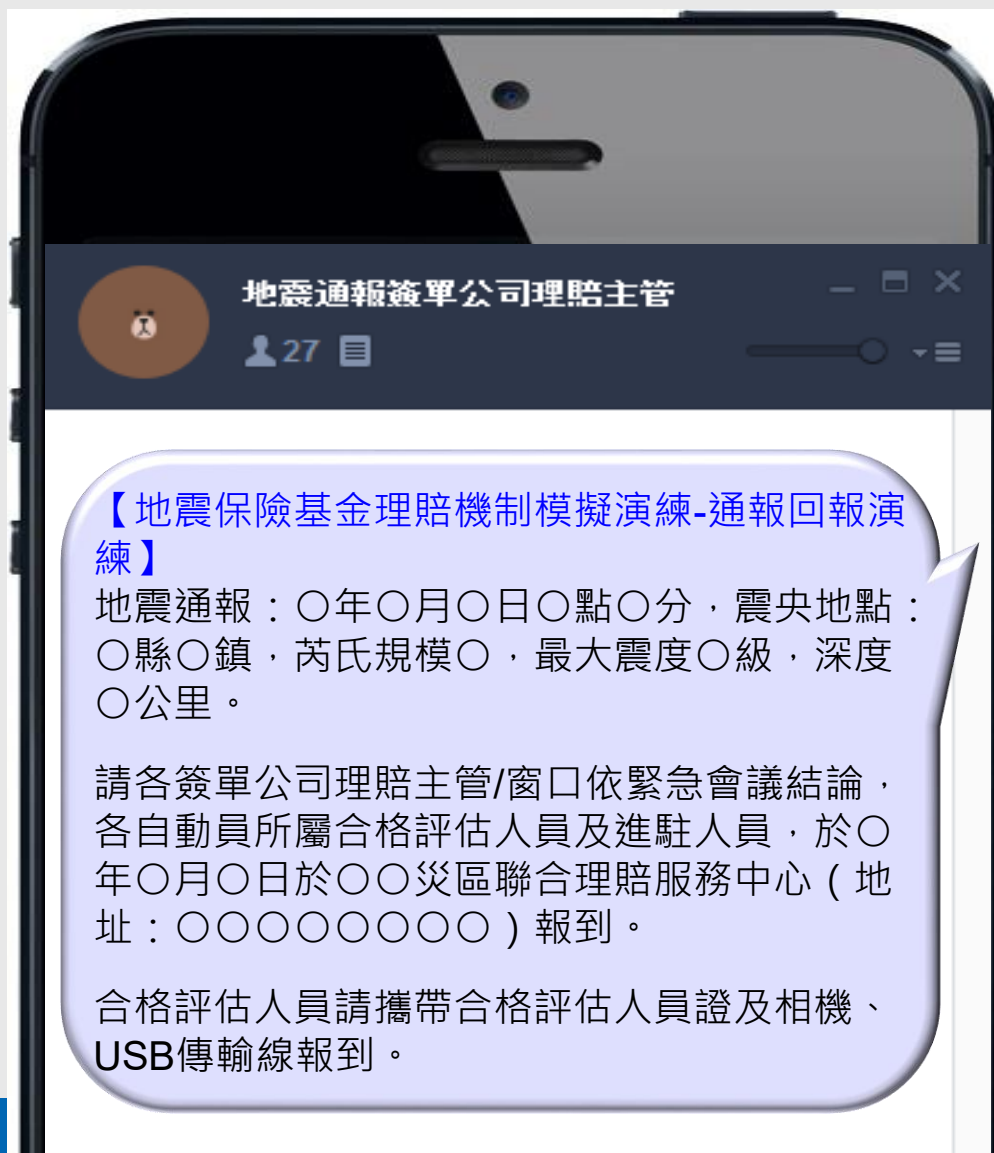 地震通報簽單公司理賠主管
27
【地震保險基金理賠機制模擬演練-通報回報演
練】
地震通報：○年○月○日○點○分，震央地點：
○縣○鎮，芮氏規模○，最大震度○級，深度
○公里。
請各簽單公司理賠主管/窗口依緊急會議結論，
各自動員所屬合格評估人員及進駐人員，於○
年○月○日於○○災區聯合理賠服務中心（地
址：○○○○○○○○）報到。
合格評估人員請攜帶合格評估人員證及相機、
USB傳輸線報到。